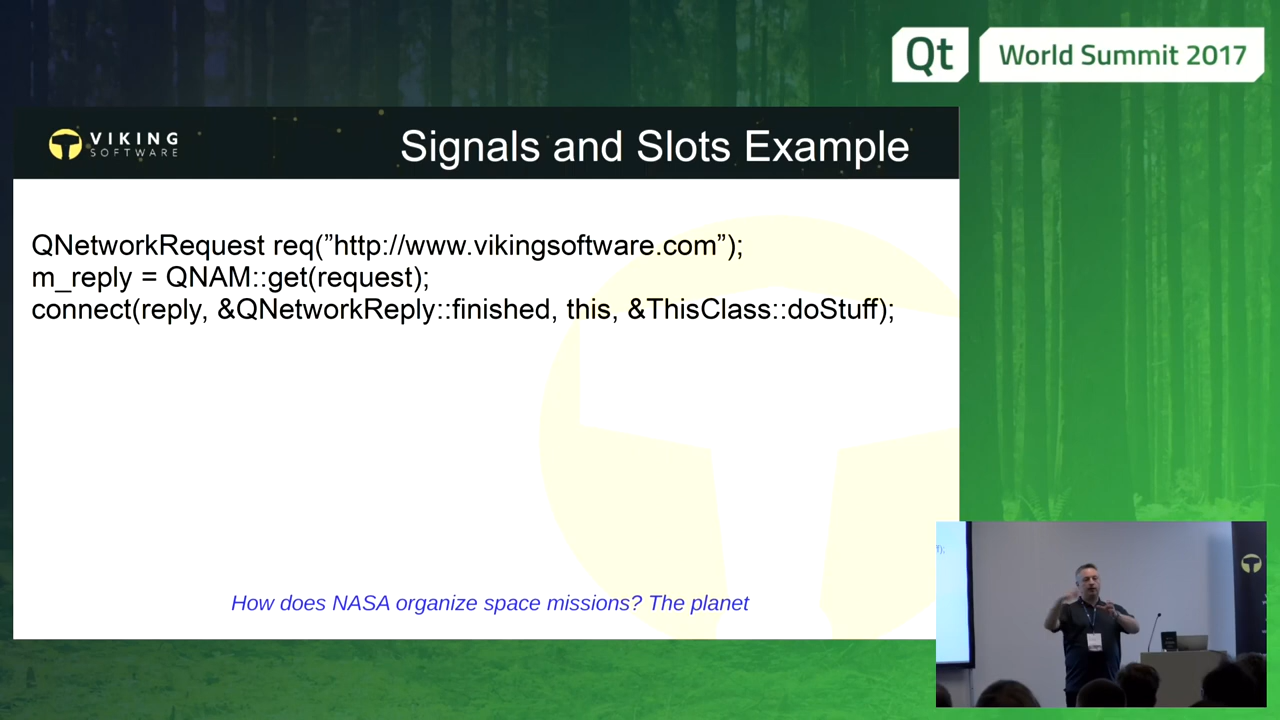 Qt World Summit 2017
VIKING
SOFTWARE
Signals and Slots Example
QNetworkRequest req(”http://www.vikingsoftware.com”);
m_reply = QNAM::get(request);
connect(reply, &QNetworkReply::finished, this, &ThisClass::doStuff);
How does NASA organize space missions? The planet
ff);